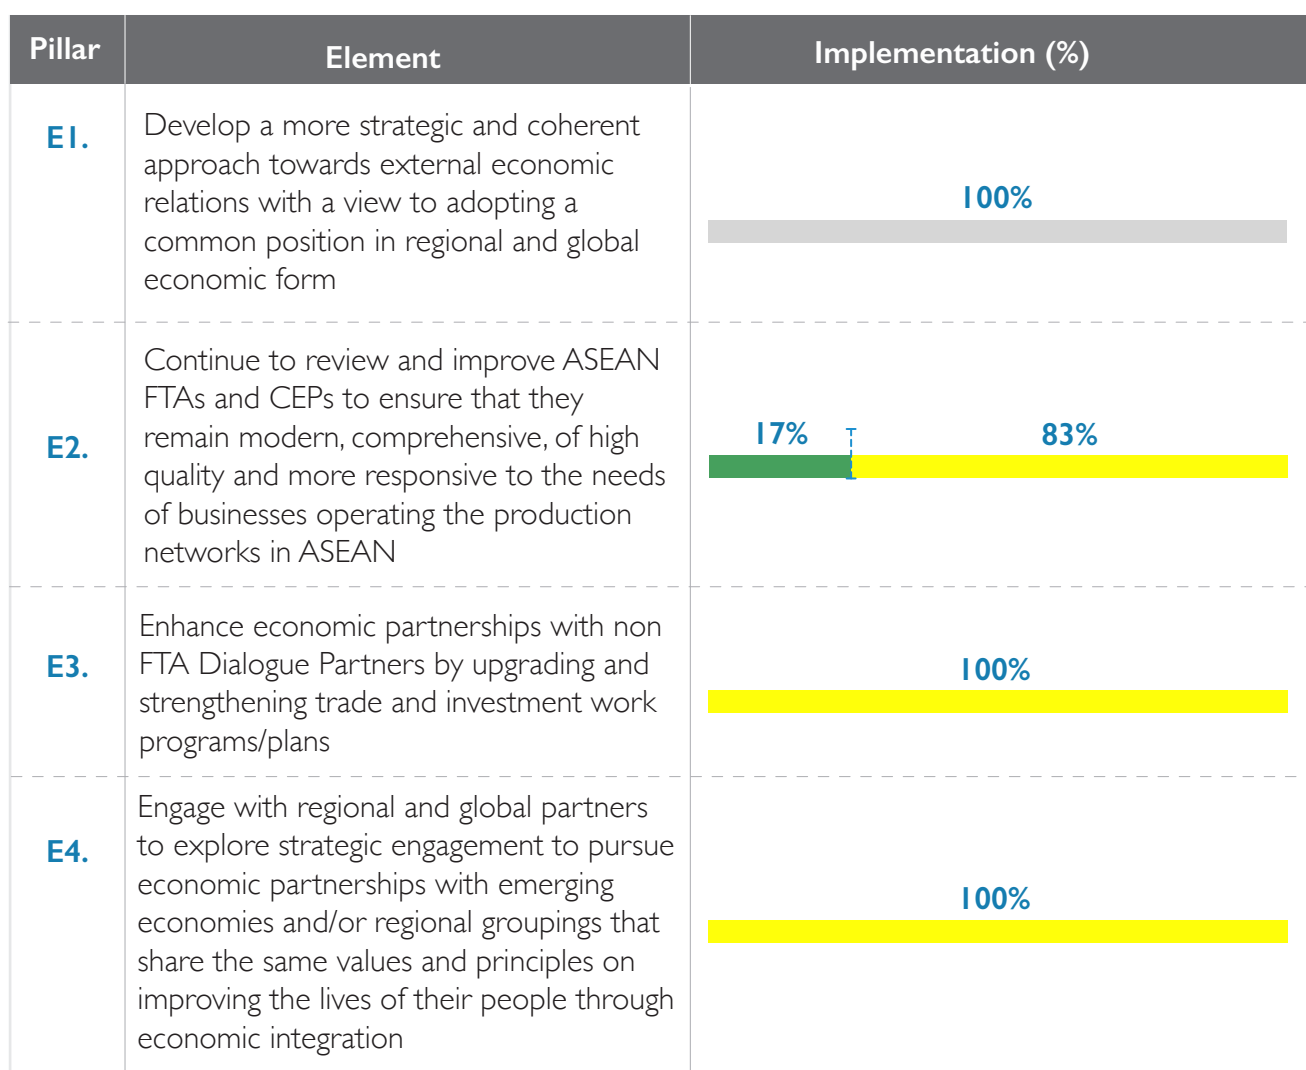 Pillar
Element
Implementation (%)
E1.
Develop a more strategic and coherent
approach towards external economic
relations with a view to adopting a
common position in regional and global
economic form
100%
E2.
Continue to review and improve ASEAN
FTAs and CEPs to ensure that they
remain modern, comprehensive, of high
quality and more responsive to the needs
of businesses operating the production
networks in ASEAN
17%
83%
E3.
Enhance economic partnerships with non
FTA Dialogue Partners by upgrading and
strengthening trade and investment work
programs/plans
100%
E4.
Engage with regional and global partners
to explore strategic engagement to pursue
economic partnerships with emerging
economies and/or regional groupings that
share the same values and principles on
improving the lives of their people through
economic integration
100%